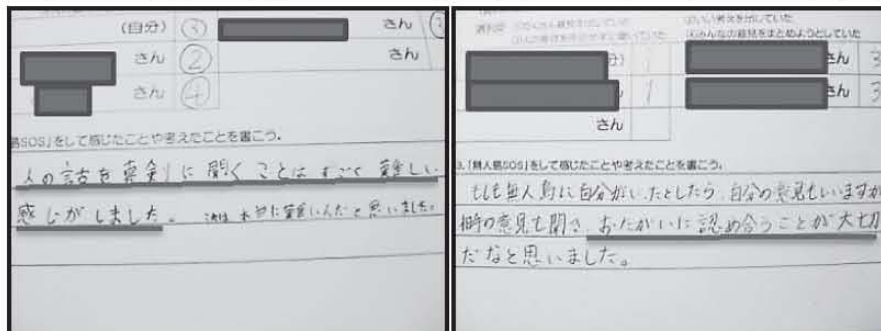 (自分) ③ さん
さん ② さん
さん ④
島SOS」をして感じたことや考えたことを書こう。
人の話を真剣に聞くことはすごく難しい
感じがしました。
さん 3
さん 3
さん
3.「無人島SOS」をして感じたことや考えたことを書こう。
もしも無人島に自分がいたとしたら、自分の意見もいいますが
相手の意見も聞き、おたがいに認め合うことが大切
だなと思いました。